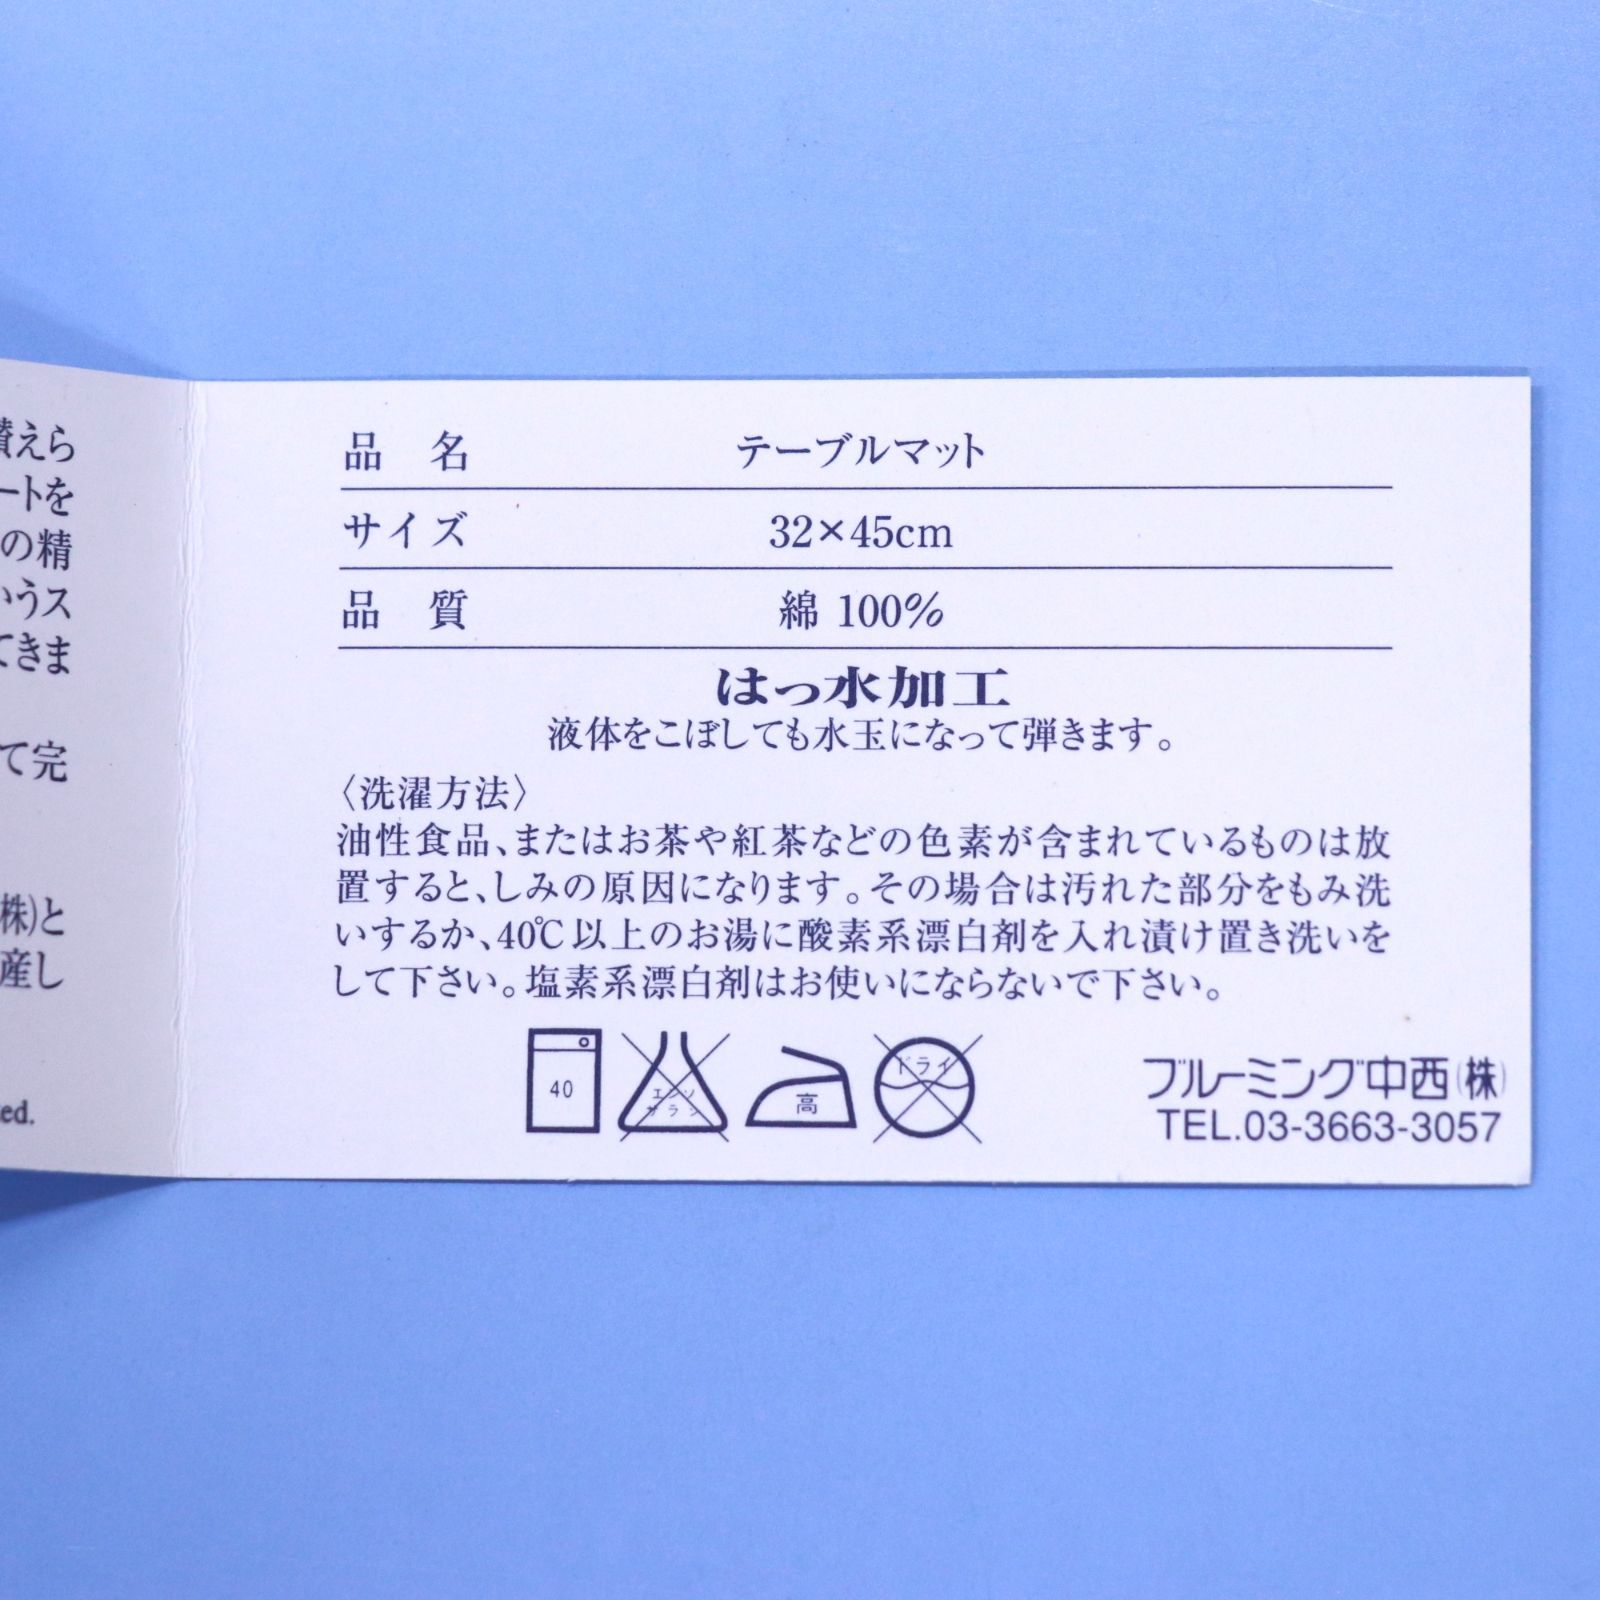 えら
ートを
の精
いうス
てきま
て完
㈱と
産し
ed.
品 名 テーブルマット
サイズ 32×45cm
品 質 綿 100%
はっ水加工
液体をこぼしても水玉になって弾きます。
〈洗濯方法〉
油性食品、またはお茶や紅茶などの色素が含まれているものは放
置すると、しみの原因になります。その場合は汚れた部分をもみ洗
いするか、40℃以上のお湯に酸素系漂白剤を入れ漬け置き洗いを
して下さい。塩素系漂白剤はお使いにならないで下さい。
40 エンソ サラシ 高 ドライ
ブルーミング中西(株)
TEL.03-3663-3057